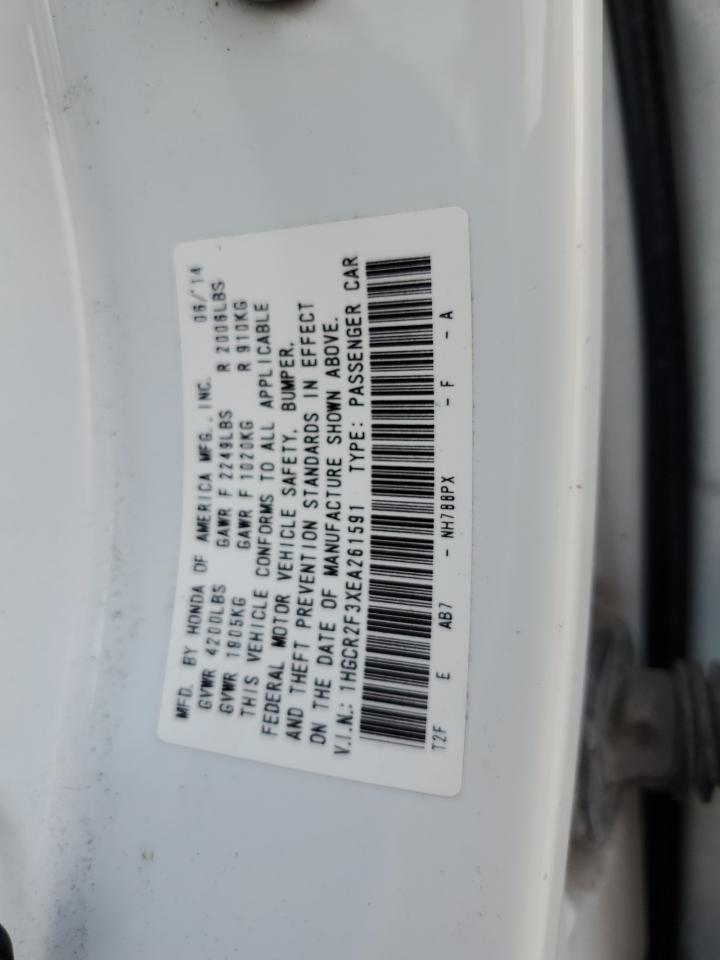 MFD. BY HONDA OF AMERICA MFG., INC. 06/14
GVWR 4200LBS GAWR F 2249LBS R 2006LBS
GVWR 1905KG GAWR F 1020KG R 910KG
THIS VEHICLE CONFORMS TO ALL APPLICABLE
FEDERAL MOTOR VEHICLE SAFETY, BUMPER,
AND THEFT PREVENTION STANDARDS IN EFFECT
ON THE DATE OF MANUFACTURE SHOWN ABOVE.
V.I.N.: 1HGCR2F3XEA261591 TYPE: PASSENGER CAR
T2F E AB7 - NH788PX - F - A